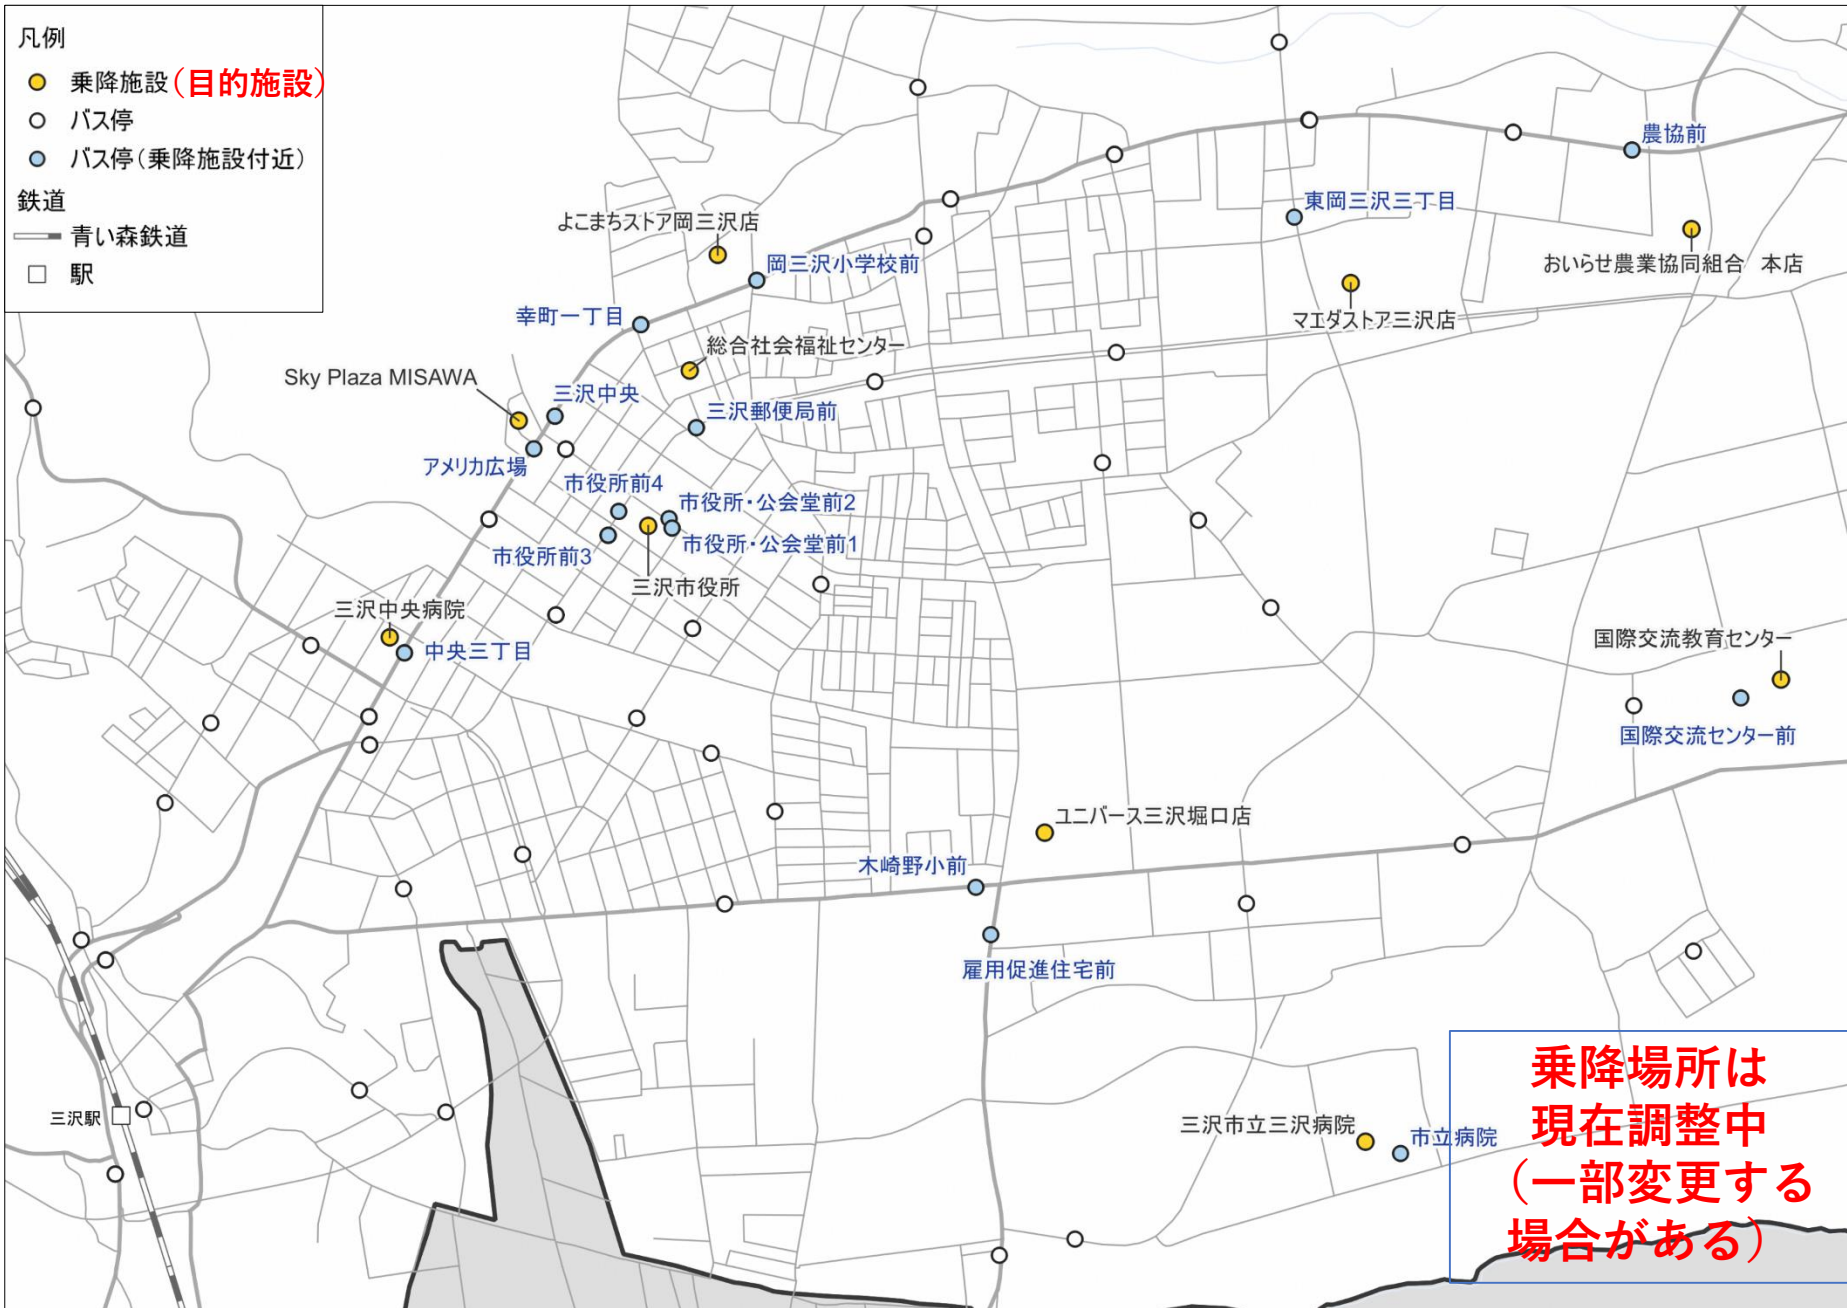 凡例
乗降施設(目的施設)
バス停
バス停(乗降施設付近)
鉄道
青い森鉄道
駅
農協前
東岡三沢三丁目
よこまちストア岡三沢店
岡三沢小学校前
おいらせ農業協同組合 本店
幸町一丁目
マエダストア三沢店
総合社会福祉センター
Sky Plaza MISAWA
三沢中央
三沢郵便局前
アメリカ広場
市役所前4
市役所・公会堂前2
市役所・公会堂前1
市役所前3
三沢市役所
三沢中央病院
中央三丁目
国際交流教育センター
国際交流センター前
ユニバース三沢堀口店
木崎野小前
雇用促進住宅前
三沢駅
三沢市立三沢病院
市立病院
乗降場所は
現在調整中
(一部変更する
場合がある)